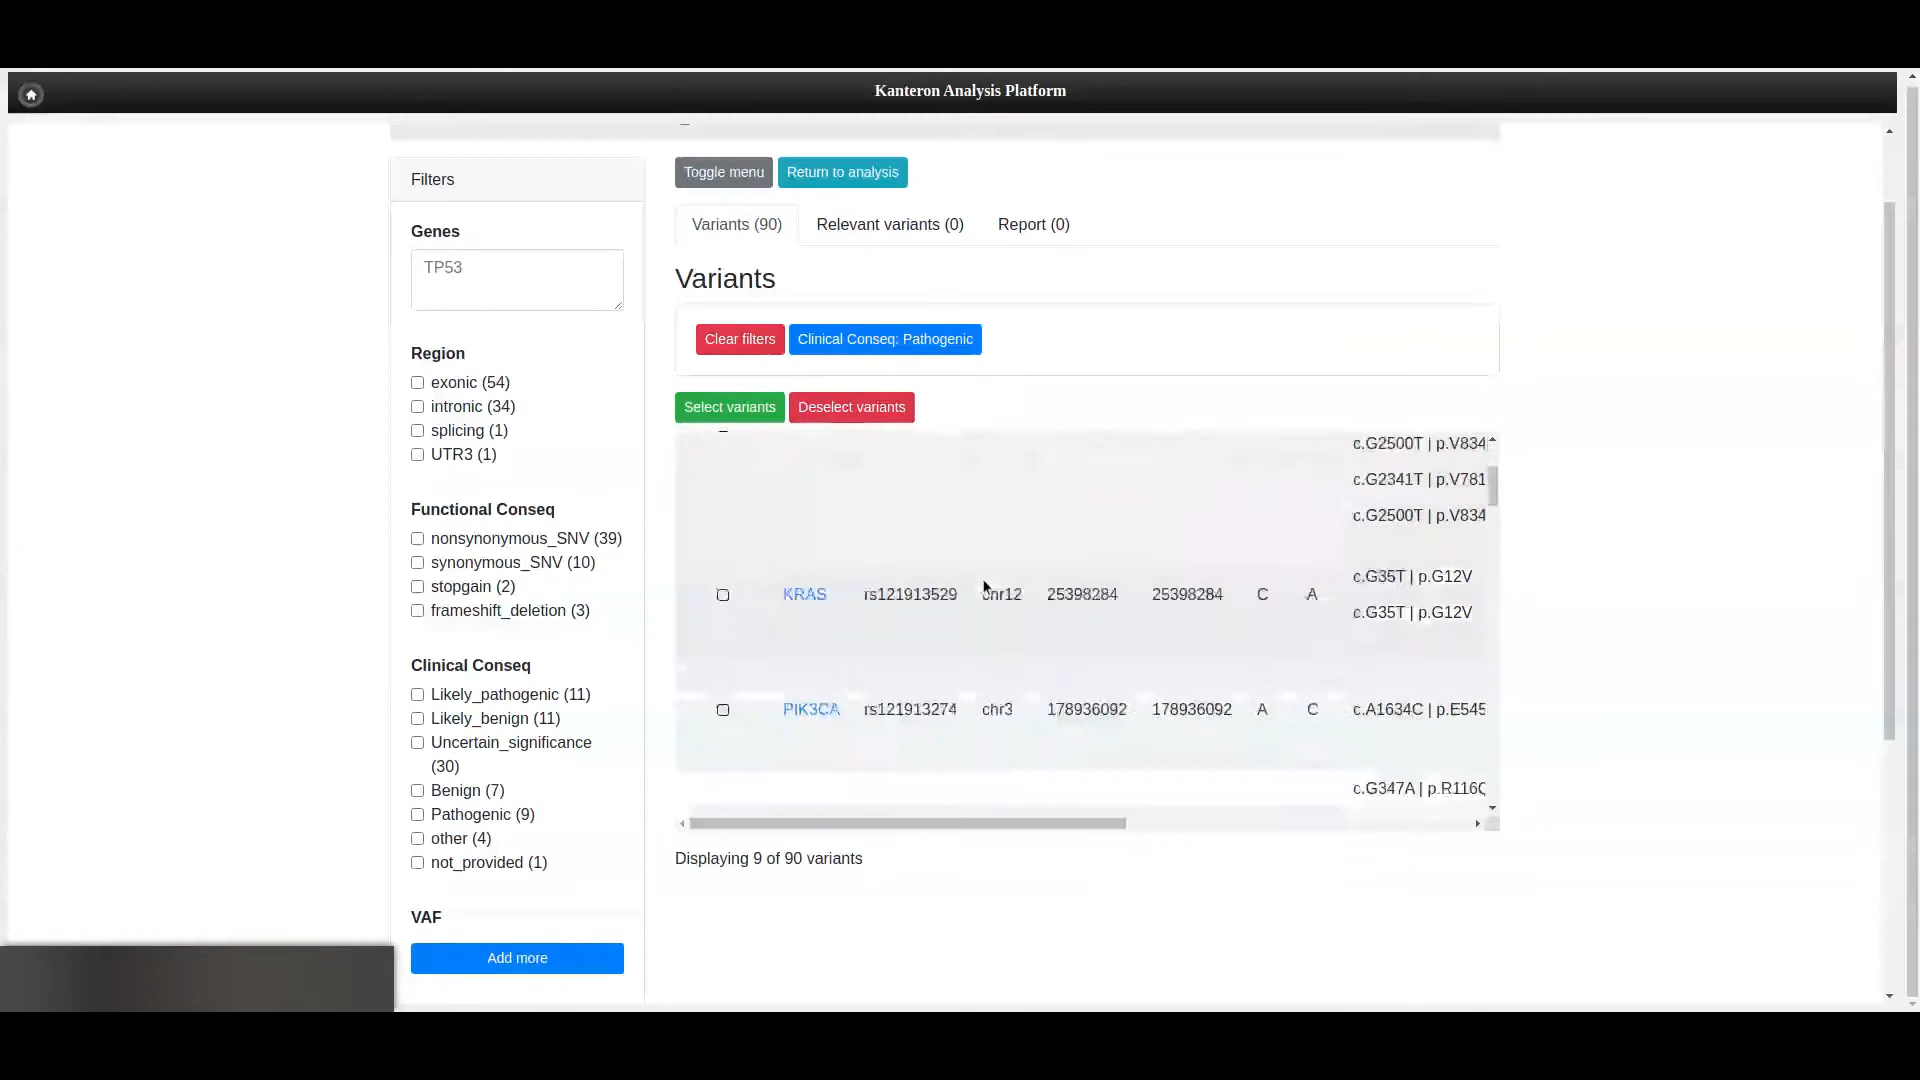 Kanteron Analysis Platform
Toggle menu Return to analysis
Filters
Variants (90) Relevant variants (0) Report (0)
Genes
TP53
Variants
Clear filters Clinical Conseq: Pathogenic
Region
exonic (54)
intronic (34)
splicing (1)
UTR3 (1)
Select variants Deselect variants
Functional Conseq
nonsynonymous_SNV (39)
synonymous_SNV (10)
stopgain (2)
frameshift_deletion (3)
Clinical Conseq
Likely_pathogenic (11)
Likely_benign (11)
Uncertain_significance
(30)
Benign (7)
Pathogenic (9)
other (4)
not_provided (1)
VAF
Add more
c.G2500T | p.V834
c.G2341T | p.V781
c.G2500T | p.V834
c.G35T | p.G12V
KRAS rs121913529 chr12 25398284 25398284 C A
c.G35T | p.G12V
PIK3CA rs121913274 chr3 178936092 178936092 A C c.A1634C | p.E545
c.G347A | p.R116
Displaying 9 of 90 variants